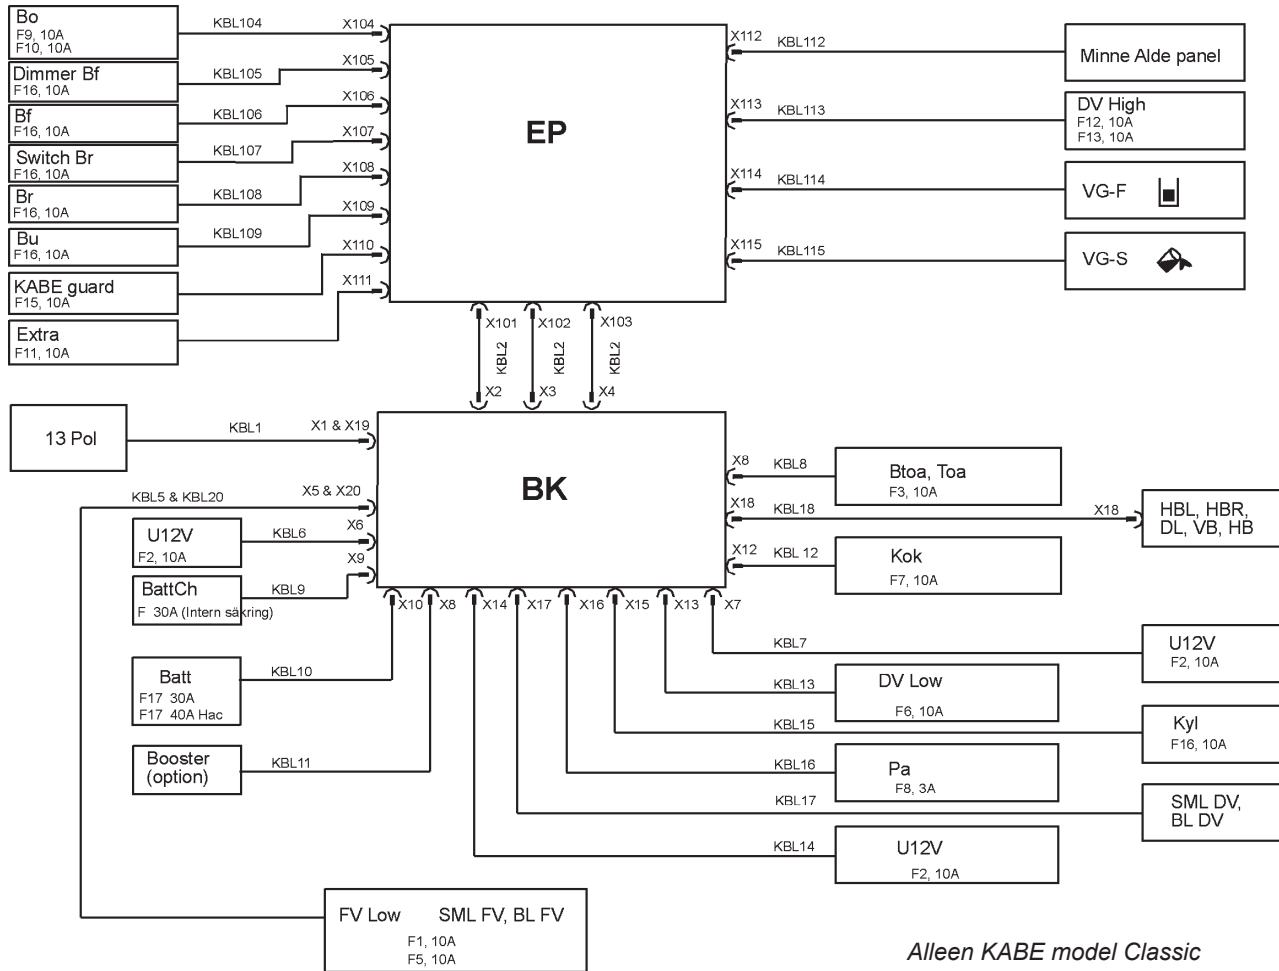 Bo
F9, 10A
F10, 10A
KBL104
X104
Dimmer Bf
F16, 10A
KBL105
X105
Bf
F16, 10A
KBL106
X106
Switch Br
F16, 10A
KBL107
X107
Br
F16, 10A
KBL108
X108
Bu
F16, 10A
KBL109
X109
KABE guard
F15, 10A
X110
Extra
F11, 10A
X111
EP
X112
KBL112
Minne Alde panel
X113
KBL113
DV High
F12, 10A
F13, 10A
X114
KBL114
VG-F
X115
KBL115
VG-S
X101
X102
X103
KBL2
KBL2
KBL2
X2
X3
X4
13 Pol
KBL1
X1 & X19
KBL5 & KBL20
X5 & X20
U12V
F2, 10A
KBL6
X6
BattCh
F 30A (Intern säkring)
KBL9
X9
BK
X8
KBL8
Btoa, Toa
F3, 10A
X18
KBL18
X18
HBL, HBR,
DL, VB, HB
X12
KBL 12
Kok
F7, 10A
X10
X8
X14
X17
X16
X15
X13
X7
Batt
F17 30A
F17 40A Hac
KBL10
Booster
(option)
KBL11
KBL7
U12V
F2, 10A
KBL13
DV Low
F6, 10A
KBL15
Kyl
F16, 10A
KBL16
Pa
F8, 3A
KBL17
SML DV,
BL DV
KBL14
U12V
F2, 10A
FV Low SML FV, BL FV
F1, 10A
F5, 10A
Alleen KABE model Classic